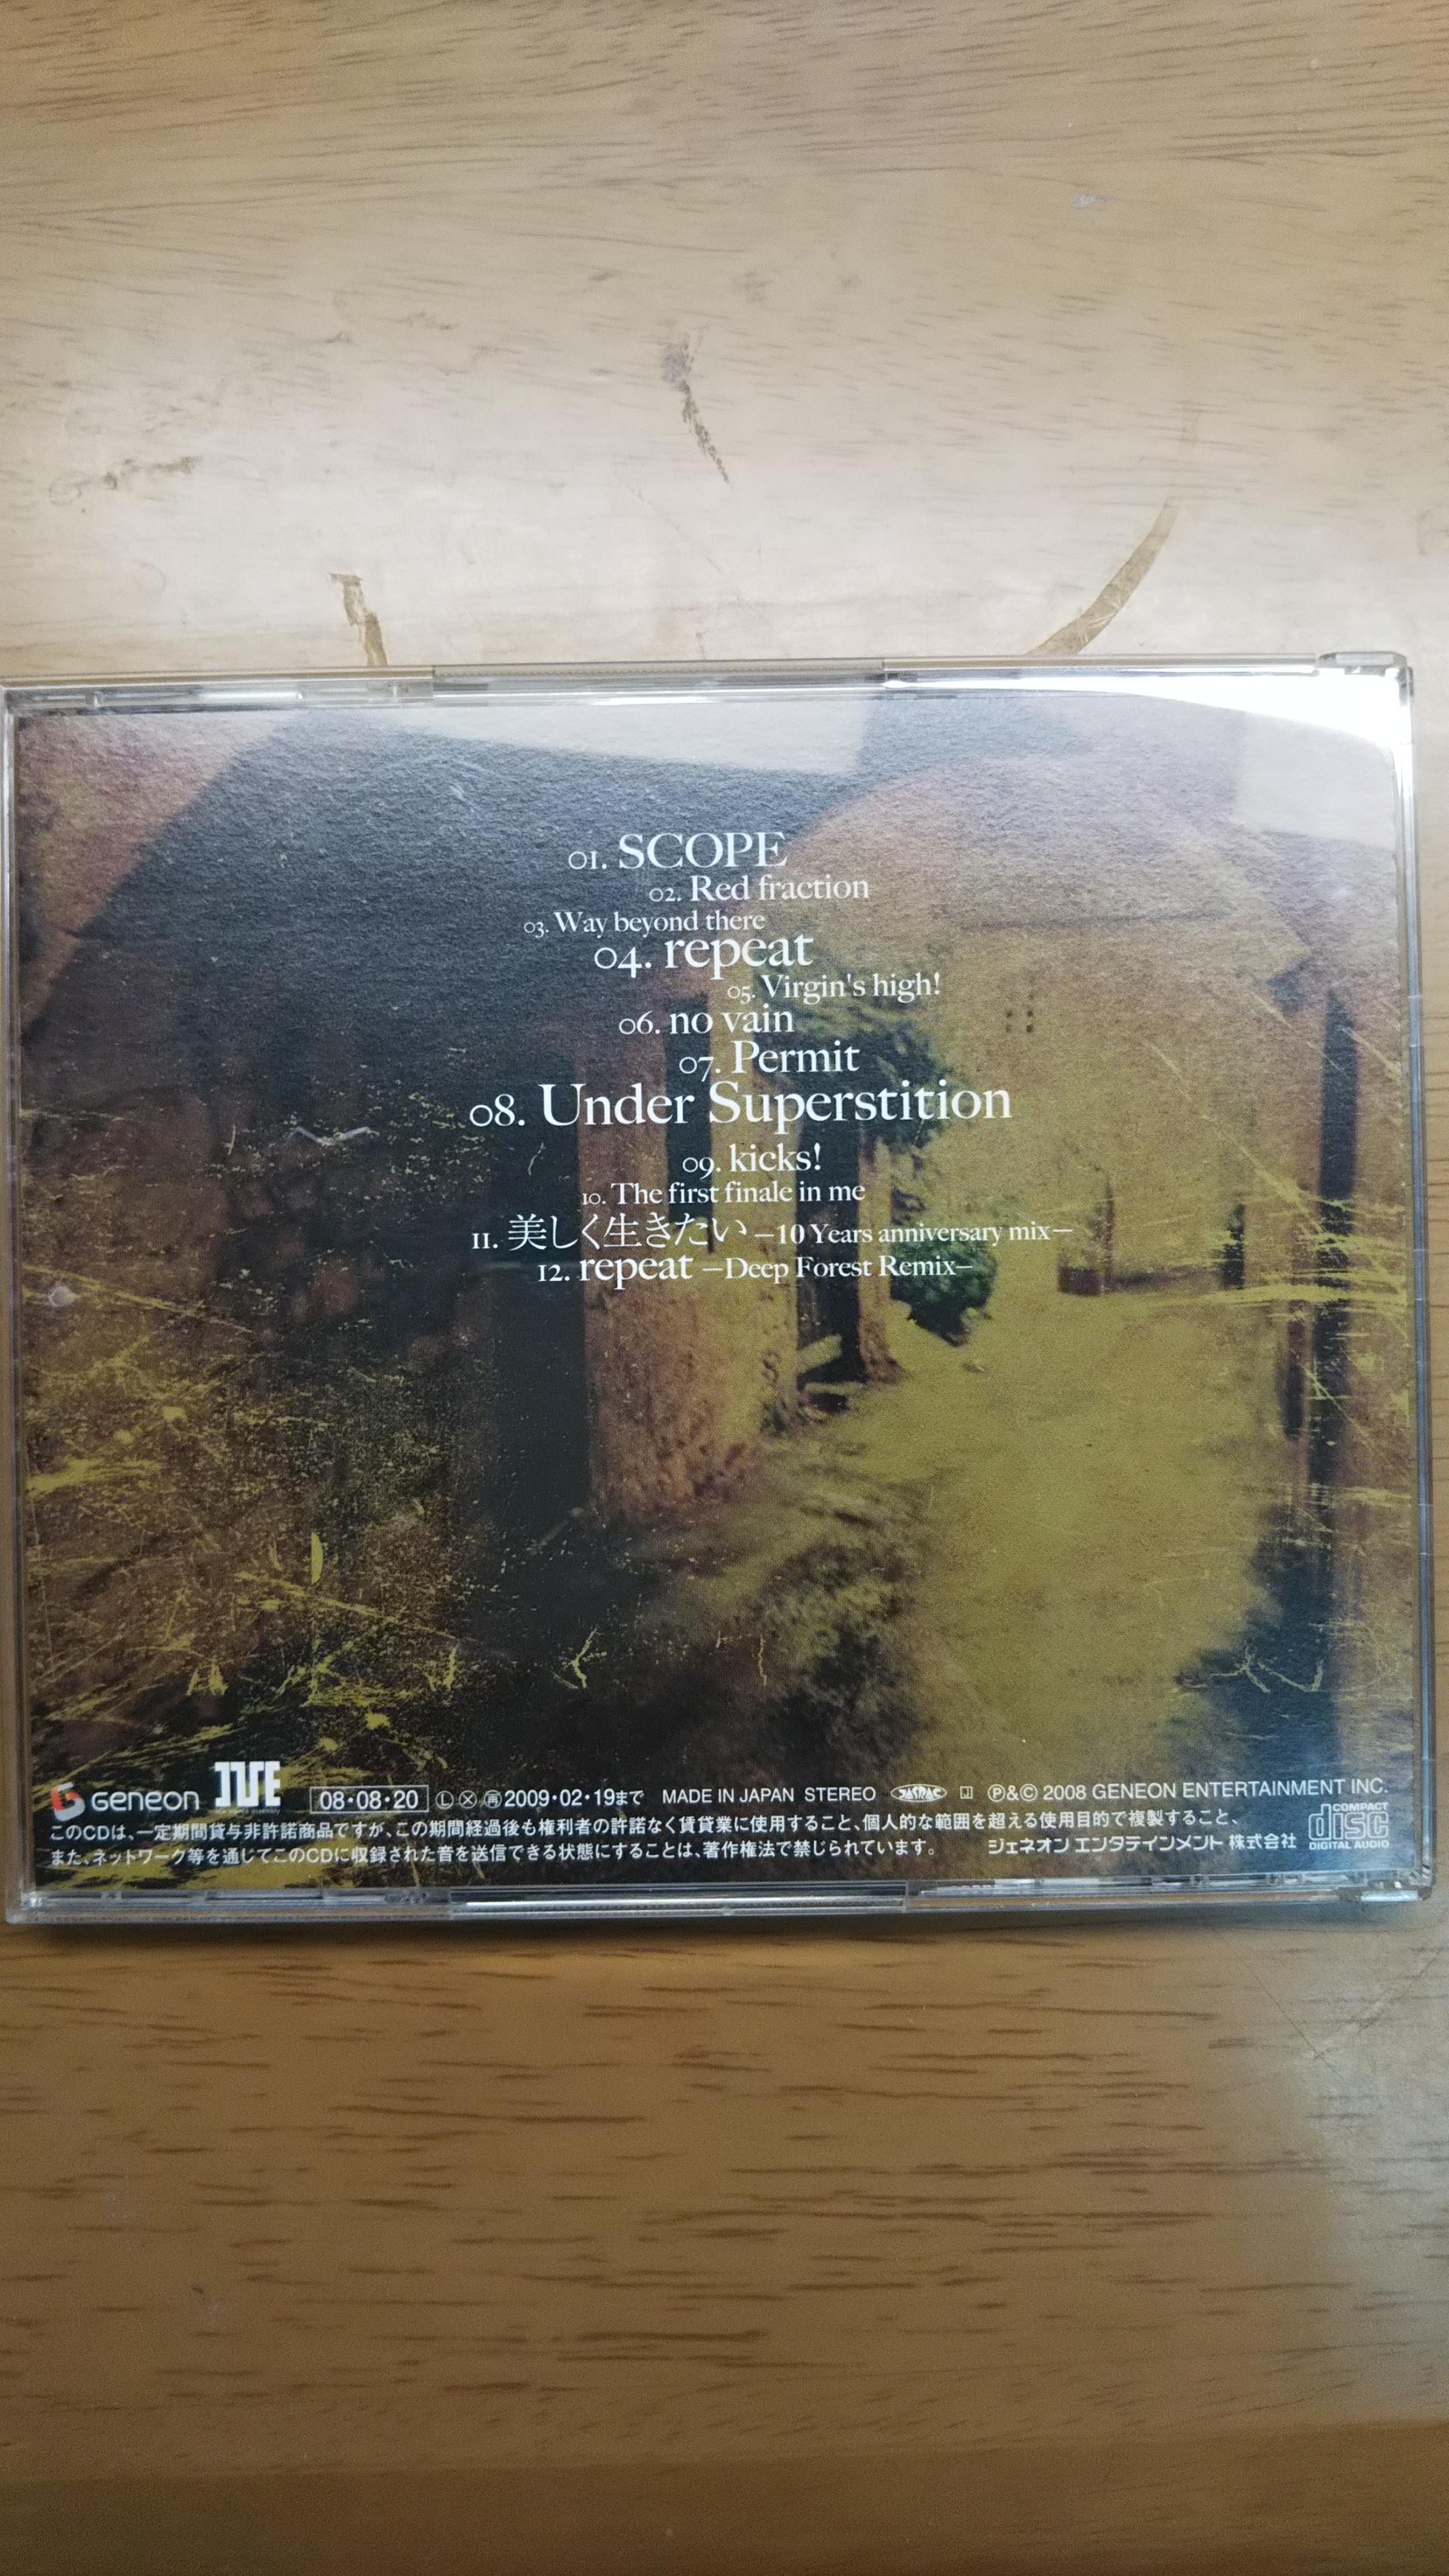 01. SCOPE
02. Red fraction
03. Way beyond there
04. repeat
05. Virgin's high!
06. no vain
07. Permit
08. Under Superstition
09. kicks!
10. The first finale in me
11. 美しく生きたい –10 Years anniversary mix–
12. repeat –Deep Forest Remix–
GENEON IVE 08・08・20 Ⓛ Ⓧ ㊢ 2009・02・19まで MADE IN JAPAN STEREO JASRAC Ⓟ&© 2008 GENEON ENTERTAINMENT INC.
このCDは、一定期間貸与非許諾商品ですが、この期間経過後も権利者の許諾なく賃貸業に使用すること、個人的な範囲を超える使用目的で複製すること、
また、ネットワーク等を通じてこのCDに収録された音を送信できる状態にすることは、著作権法で禁じられています。 ジェネオン エンタテインメント 株式会社
COMPACT disc DIGITAL AUDIO